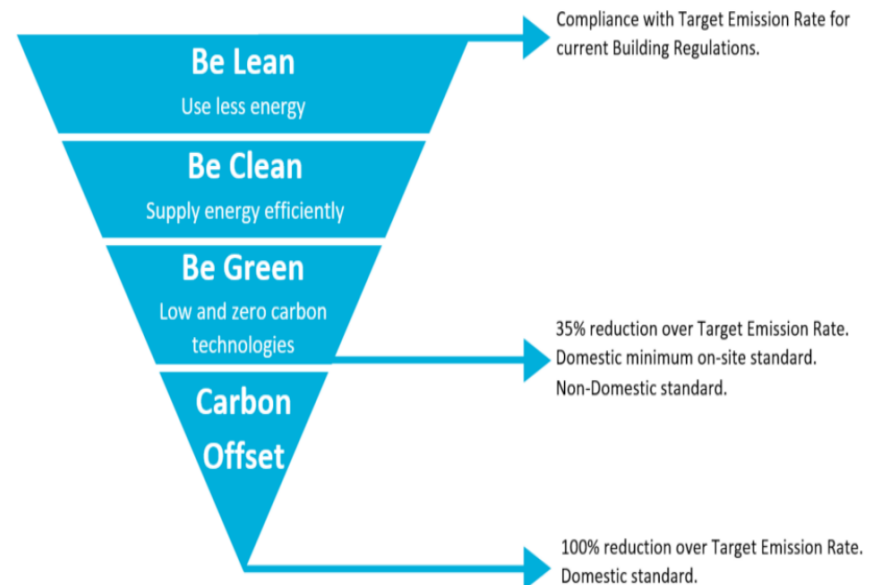 Compliance with Target Emission Rate for
current Building Regulations.
Be Lean
Use less energy
Be Clean
Supply energy efficiently
Be Green
Low and zero carbon
technologies
35% reduction over Target Emission Rate.
Domestic minimum on-site standard.
Non-Domestic standard.
Carbon
Offset
100% reduction over Target Emission Rate.
Domestic standard.